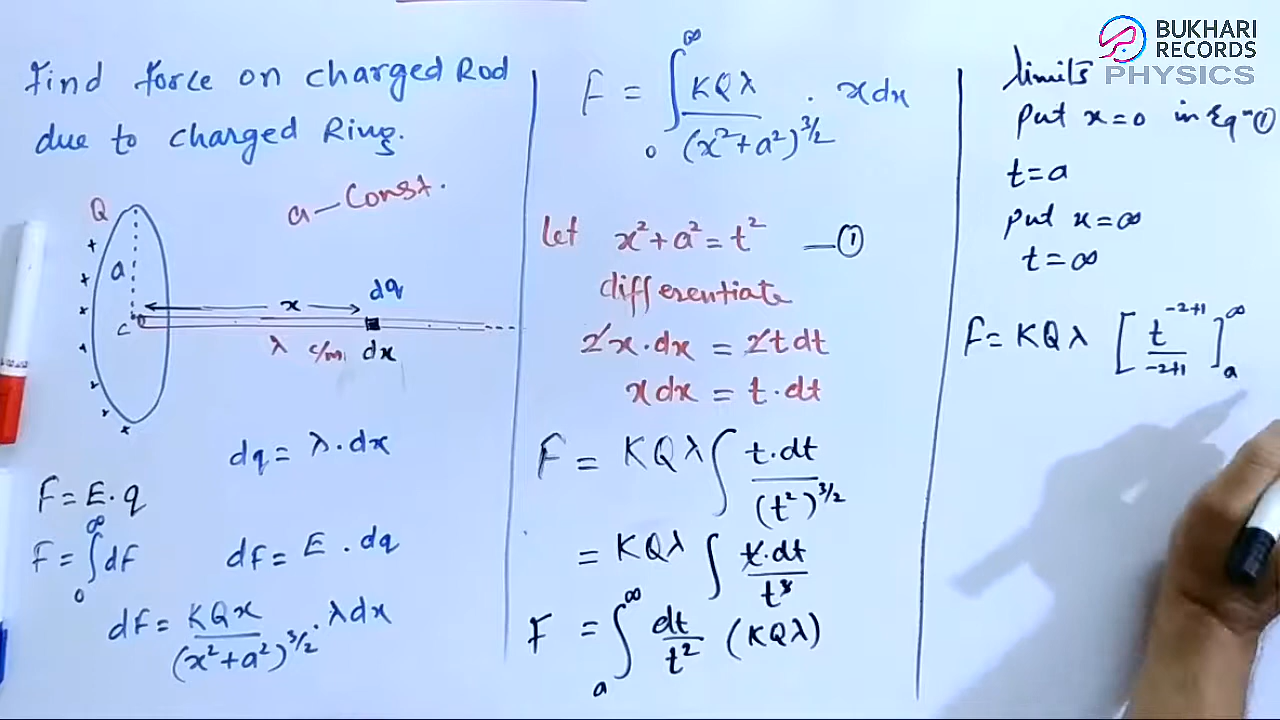 BUKHARI
RECORDS
PHYSICS
Find force on charged Rod
due to charged Ring.
a — Const.
Q
a
C
x
dq
λ c/m
dx
dq = λ·dx
F = E·q
F = ∫₀^∞ dF
dF = E · dq
dF = KQx/(x²+a²)^3/2 · λdx
F = ∫₀^∞ KQλ/(x²+a²)^3/2 · xdx
let x²+a² = t² — ①
differentiate
2x·dx = 2tdt
xdx = t·dt
F = KQλ ∫ t·dt/(t²)^3/2
= KQλ ∫ t·dt/t³
F = ∫ₐ^∞ dt/t² (KQλ)
limits
Put x=0 in Eqⁿ ①
t=a
put x=∞
t=∞
F = KQλ [t^-2+1/-2+1]ₐ^∞